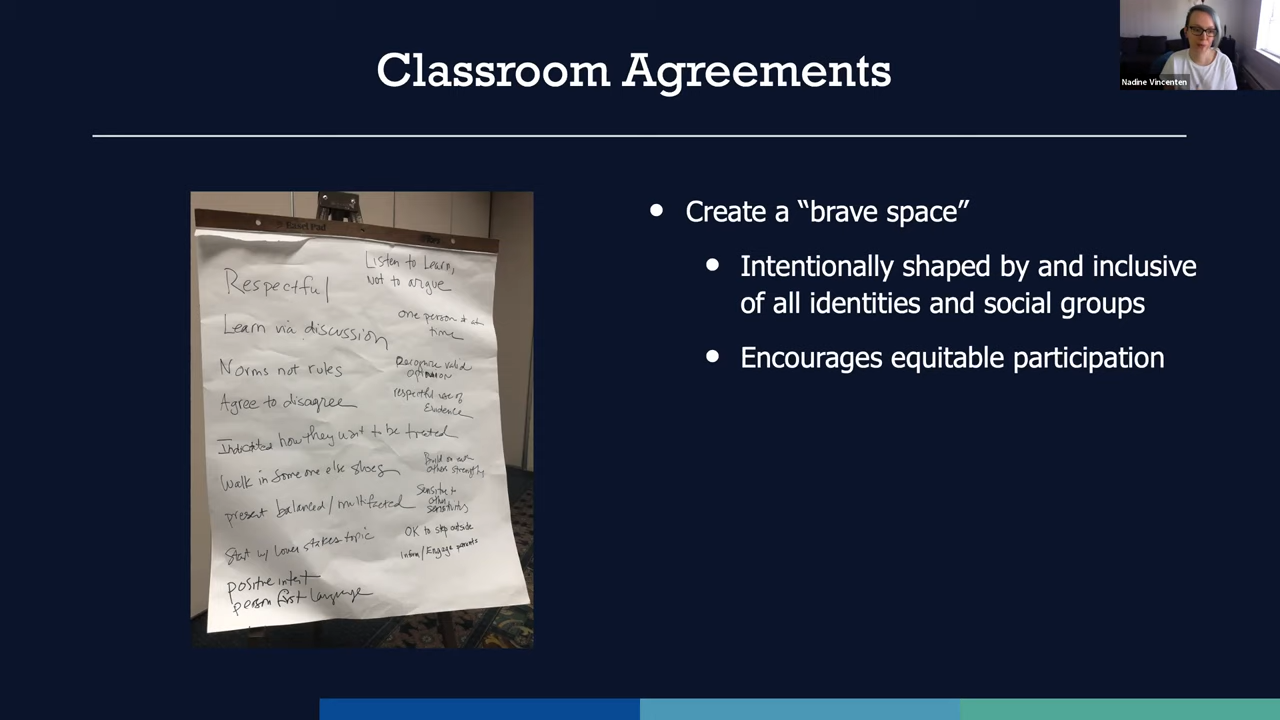 Classroom Agreements
Nadine Vincenten
Easel Pad
Respectful
Learn via discussion
Norms not rules
Agree to disagree
how they want to be treated
Walk in someone else shoes
present balanced/multifacted
Start w/ lower stakes topic
positive intent
person first language
Listen to Learn,
not to argue
one person at
time
Recognize valid
opinion
respectful use of
Evidence
Build on each
others strengths
Sensitive to
other
sensitivitys
OK to step outside
Inform/Engage parents
• Create a “brave space”
• Intentionally shaped by and inclusive
of all identities and social groups
• Encourages equitable participation